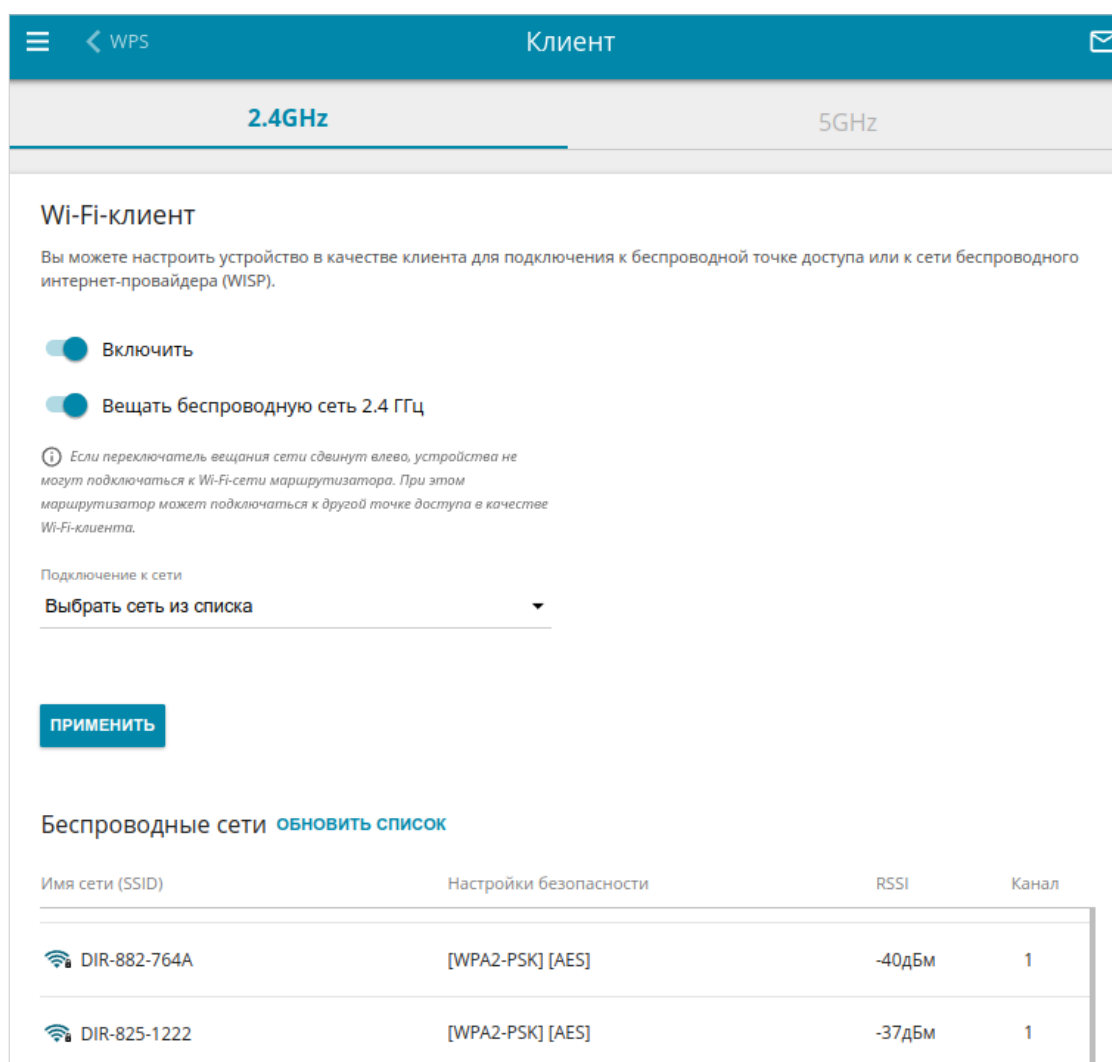 WPS
Клиент
2.4GHz
5GHz
Wi-Fi-клиент
Вы можете настроить устройство в качестве клиента для подключения к беспроводной точке доступа или к сети беспроводного
интернет-провайдера (WISP).
Включить
Вещать беспроводную сеть 2.4 ГГц
Если переключатель вещания сети сдвинут влево, устройства не
могут подключаться к Wi-Fi-сети маршрутизатора. При этом
маршрутизатор может подключаться к другой точке доступа в качестве
Wi-Fi-клиента.
Подключение к сети
Выбрать сеть из списка
ПРИМЕНИТЬ
Беспроводные сети ОБНОВИТЬ СПИСОК
Имя сети (SSID) Настройки безопасности RSSI Канал
DIR-882-764A [WPA2-PSK] [AES] -40дБм 1
DIR-825-1222 [WPA2-PSK] [AES] -37дБм 1